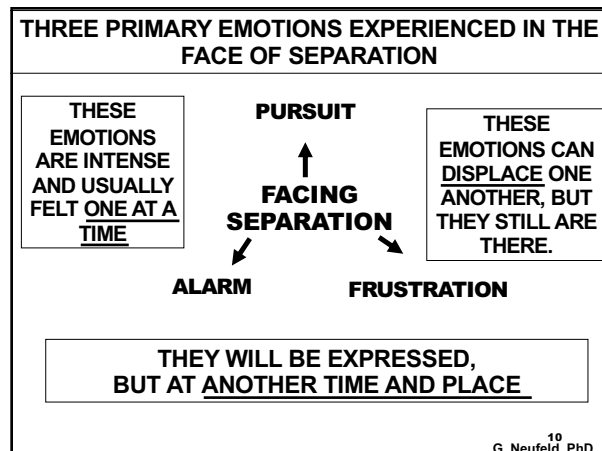 THREE PRIMARY EMOTIONS EXPERIENCED IN THE
FACE OF SEPARATION
THESE
EMOTIONS
ARE INTENSE
AND USUALLY
FELT ONE AT A
TIME
PURSUIT
FACING
SEPARATION
ALARM
FRUSTRATION
THESE
EMOTIONS CAN
DISPLACE ONE
ANOTHER, BUT
THEY STILL ARE
THERE.
THEY WILL BE EXPRESSED,
BUT AT ANOTHER TIME AND PLACE
10
G. Neufeld, PhD